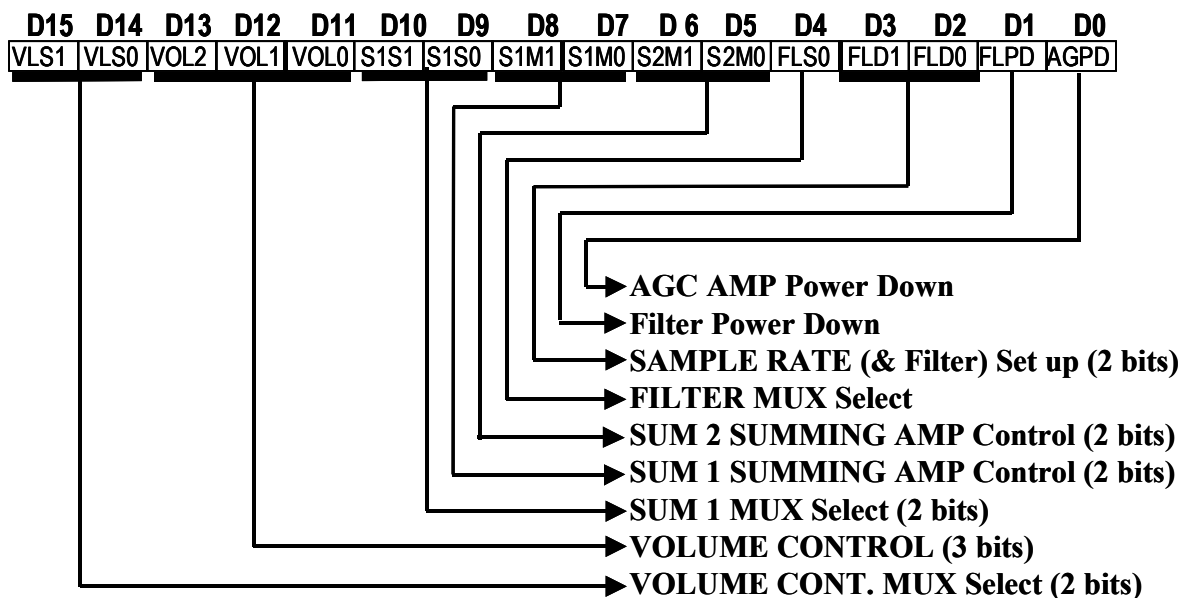 D15 D14 D13 D12 D11 D10 D9 D8 D7 D 6 D5 D4 D3 D2 D1 D0
VLS1 VLS0 VOL2 VOL1 VOL0 S1S1 S1S0 S1M1 S1M0 S2M1 S2M0 FLS0 FLD1 FLD0 FLPD AGPD
AGC AMP Power Down
Filter Power Down
SAMPLE RATE (& Filter) Set up (2 bits)
FILTER MUX Select
SUM 2 SUMMING AMP Control (2 bits)
SUM 1 SUMMING AMP Control (2 bits)
SUM 1 MUX Select (2 bits)
VOLUME CONTROL (3 bits)
VOLUME CONT. MUX Select (2 bits)